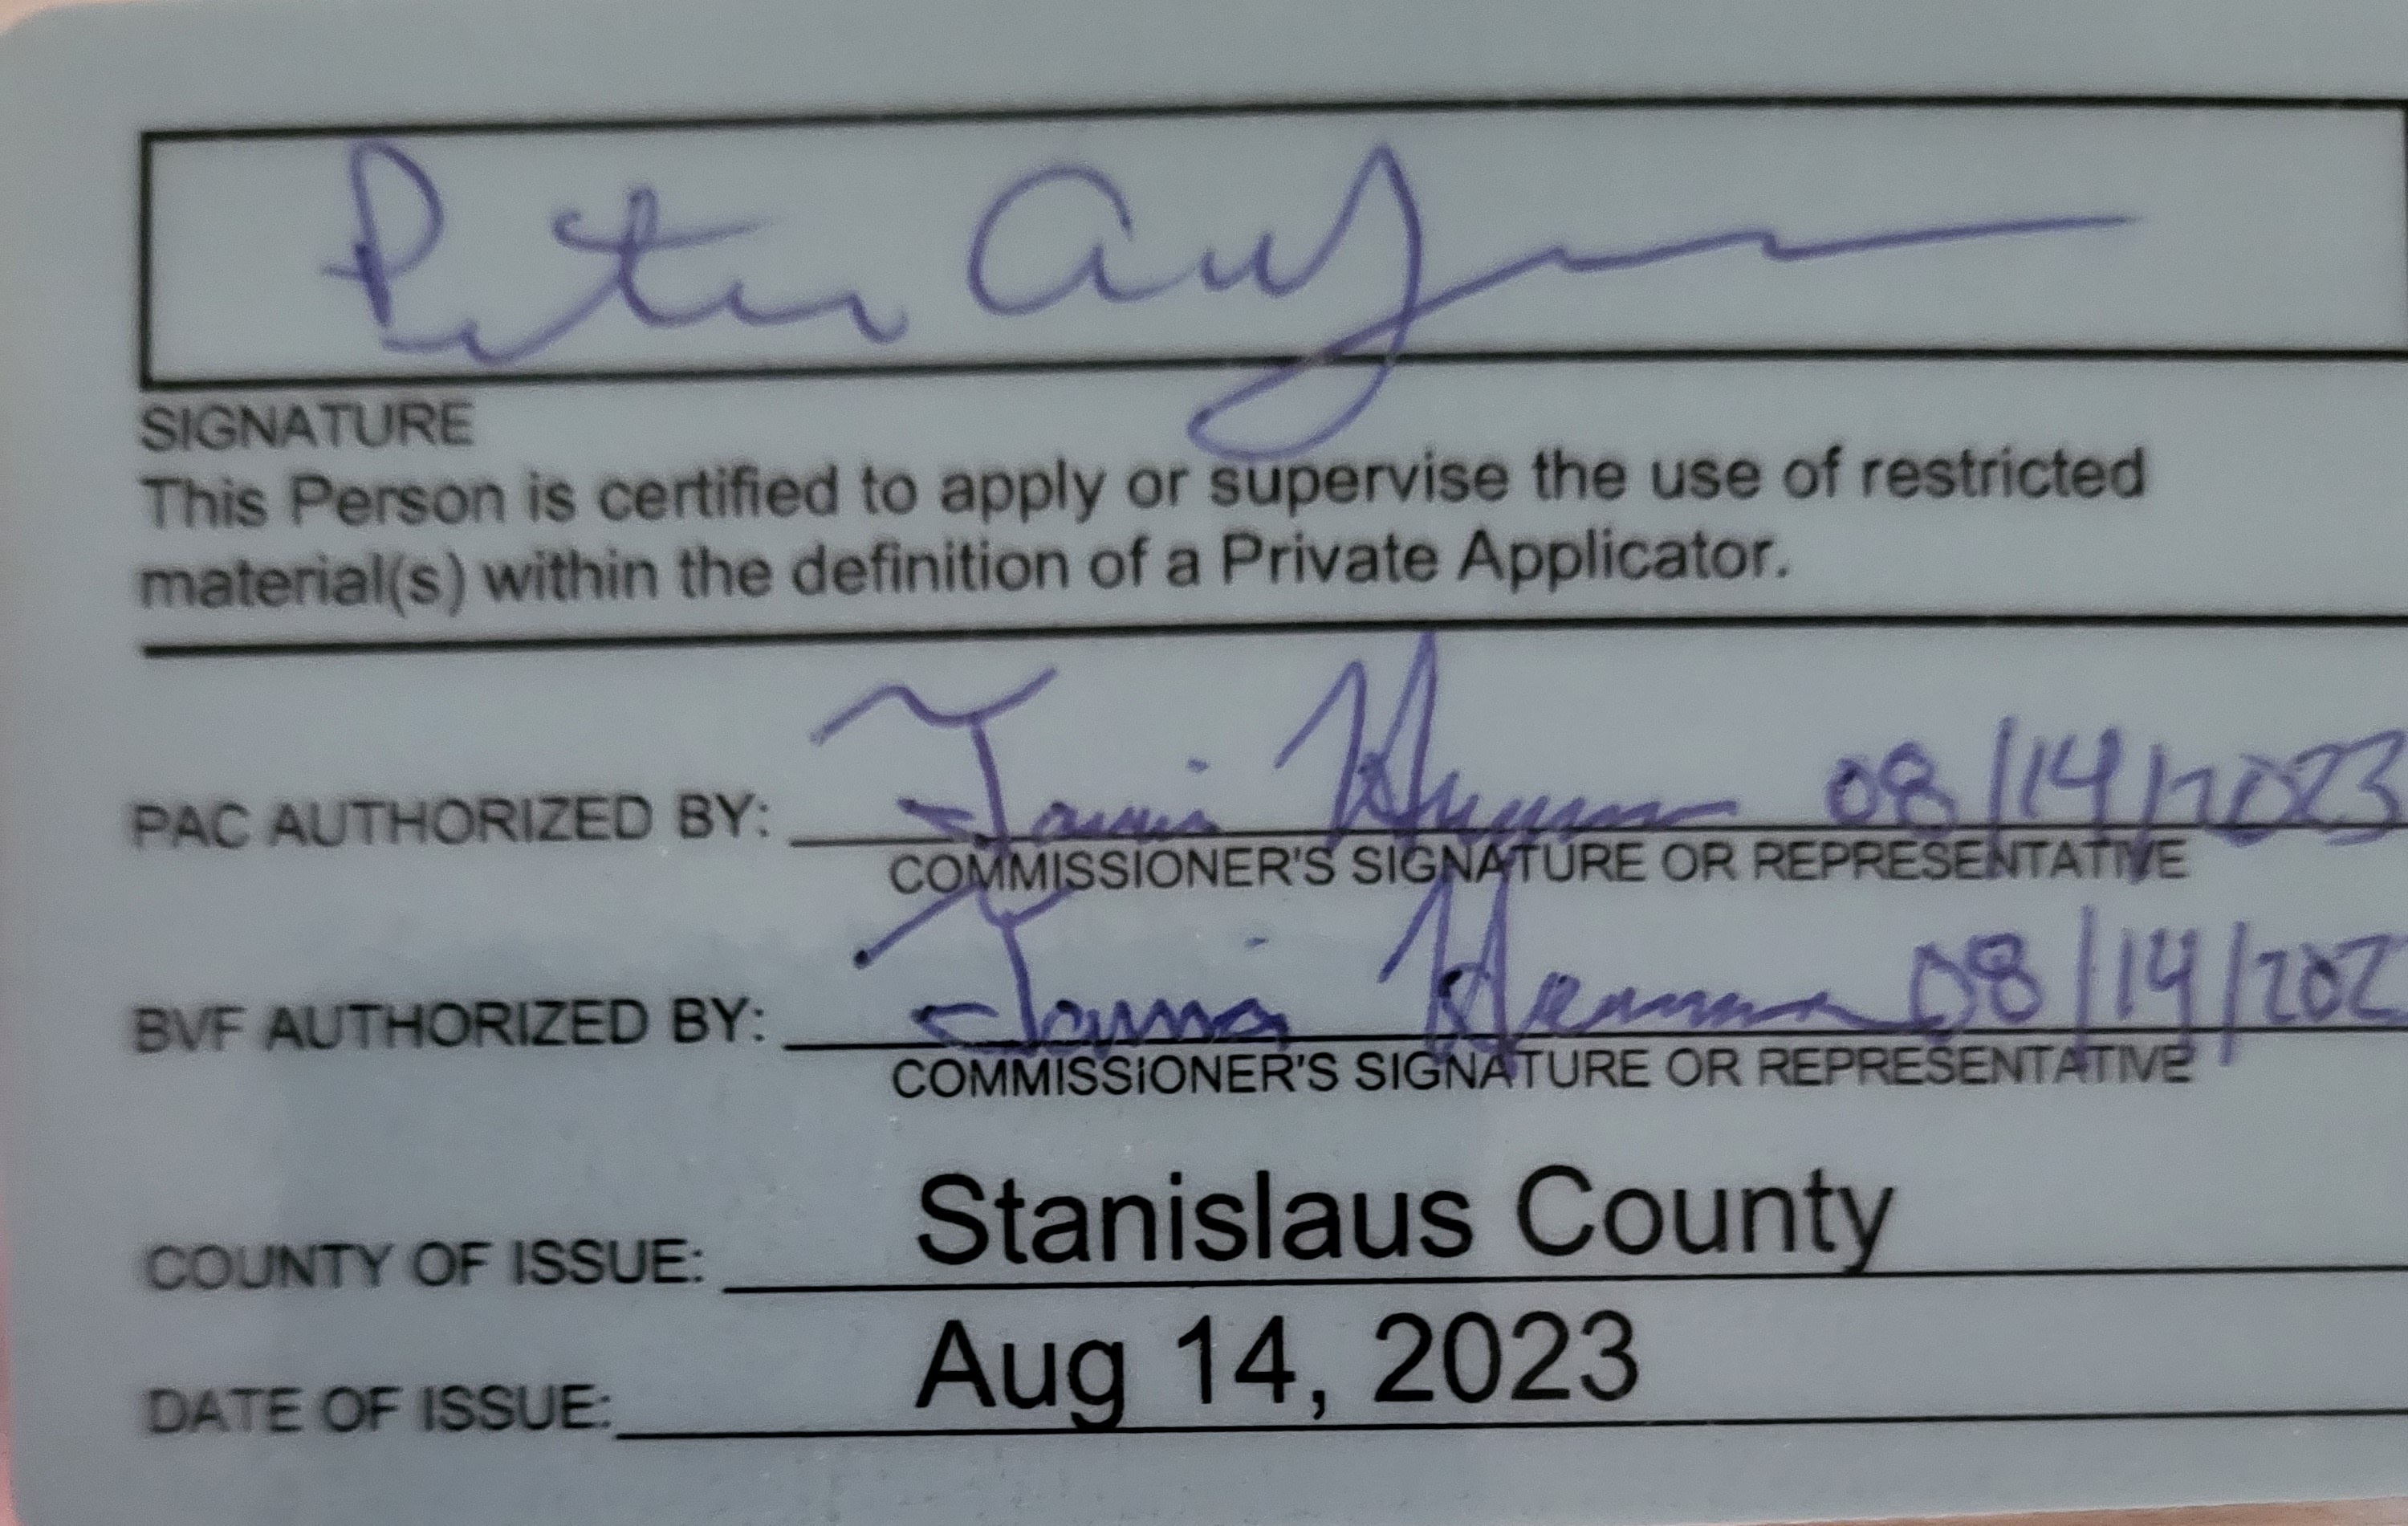 Peter
SIGNATURE
This Person is certified to apply or supervise the use of restricted
material(s) within the definition of a Private Applicator.
PAC AUTHORIZED BY: 08/14/2023
COMMISSIONER'S SIGNATURE OR REPRESENTATIVE
BVF AUTHORIZED BY: 08/14/202
COMMISSIONER'S SIGNATURE OR REPRESENTATIVE
COUNTY OF ISSUE: Stanislaus County
DATE OF ISSUE: Aug 14, 2023